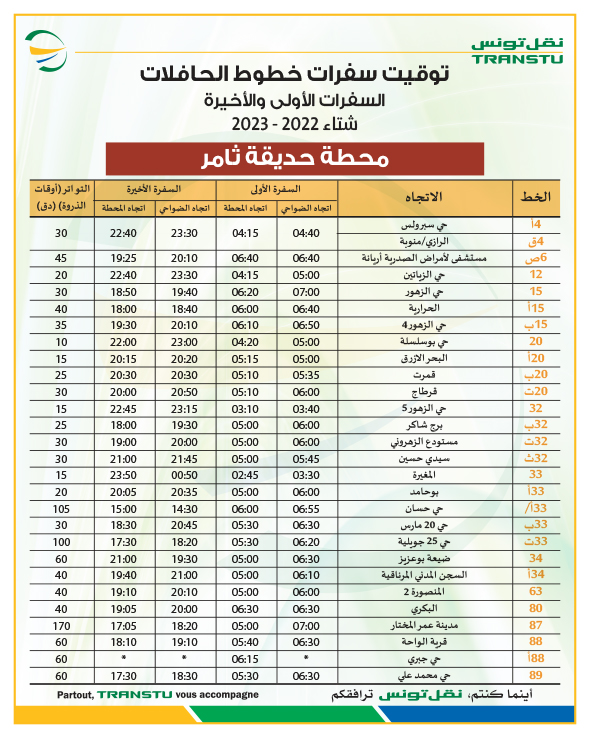 نقل تونس
TRANSTU
توقيت سفرات خطوط الحافلات
السفرات الأولى والأخيرة
شتاء 2022 - 2023
محطة حديقة ثامر
الخط الاتجاه السفرة الأولى السفرة الأخيرة التواتر (أوقات الذروة) (دق)
اتجاه الضواحي اتجاه المحطة اتجاه الضواحي اتجاه المحطة
4أ حي سبرولس 04:40 04:15 23:30 22:40 30
4ق الرازي/منوبة
6ص مستشفى لأمراض الصدرية أريانة 06:40 06:40 20:10 19:25 45
12 حي الزياتين 05:00 04:15 23:30 22:40 20
15 حي الزهور 07:00 06:20 19:40 18:50 30
15أ الحرايرية 06:40 06:00 18:40 18:00 40
15ب حي الزهور4 06:50 06:10 20:10 19:30 35
20 حي بوسلسلة 05:00 04:20 23:00 22:00 10
20أ البحر الازرق 05:00 05:15 20:20 20:15 15
20ب قمرت 05:35 05:10 20:30 20:30 25
20ت قرطاج 06:00 05:10 20:50 20:00 30
32 حي الزهور5 03:40 03:10 23:15 22:45 15
32ب برج شاكر 06:00 05:00 19:30 18:00 25
32ت مستودع الزهروني 06:00 05:00 20:00 19:00 30
32ث سيدي حسين 05:45 05:00 21:45 21:00 30
33 المغيرة 03:30 02:45 00:50 23:50 15
33أ بوحامد 06:00 05:00 20:35 20:05 20
33أ/ حي حسان 06:55 06:00 14:30 15:00 105
33ب حي 20 مارس 06:30 05:30 20:45 18:30 30
33ت حي 25 جويلية 06:20 05:30 18:20 17:30 100
34 ضيعة بوعزيز 06:30 05:00 19:30 21:00 60
34أ السجن المدني المرناقية 06:10 05:00 21:00 19:40 40
63 المنصورة 2 06:00 05:00 20:10 19:10 40
80 البكري 06:30 06:30 20:00 19:05 40
87 مدينة عمر المختار 07:00 05:00 18:20 17:05 170
88 قرية الواحة 06:30 05:40 19:10 18:10 60
88أ حي جبري * 06:15 * * 60
89 حي محمد علي 06:30 05:30 18:30 17:30 60
أينما كنتم، نقل تونس ترافقكم
Partout, TRANSTU vous accompagne